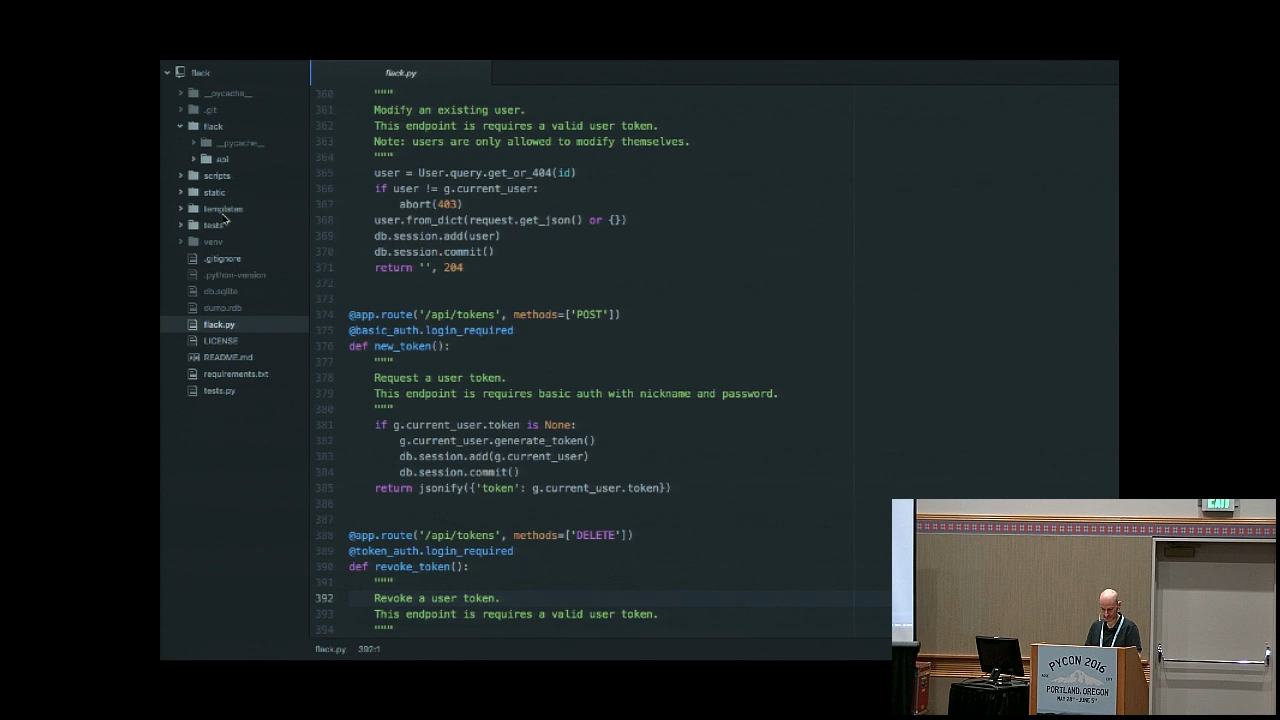 flack
__pycache__
.git
flack
__pycache__
api
scripts
static
templates
tests
venv
.gitignore
.python-version
db.sqlite
dump.rdb
flack.py
LICENSE
README.md
requirements.txt
tests.py
flack.py
360 """
361 Modify an existing user.
362 This endpoint is requires a valid user token.
363 Note: users are only allowed to modify themselves.
364 """
365 user = User.query.get_or_404(id)
366 if user != g.current_user:
367 abort(403)
368 user.from_dict(request.get_json() or {})
369 db.session.add(user)
370 db.session.commit()
371 return '', 204
372
373
374 @app.route('/api/tokens', methods=['POST'])
375 @basic_auth.login_required
376 def new_token():
377 """
378 Request a user token.
379 This endpoint is requires basic auth with nickname and password.
380 """
381 if g.current_user.token is None:
382 g.current_user.generate_token()
383 db.session.add(g.current_user)
384 db.session.commit()
385 return jsonify({'token': g.current_user.token})
386
387
388 @app.route('/api/tokens', methods=['DELETE'])
389 @token_auth.login_required
390 def revoke_token():
391 """
392 Revoke a user token.
393 This endpoint is requires a valid user token.
394 """
flack.py 392:1
EXIT
PYCON 2016
PORTLAND, OREGON
MAY 28TH - JUNE 5TH